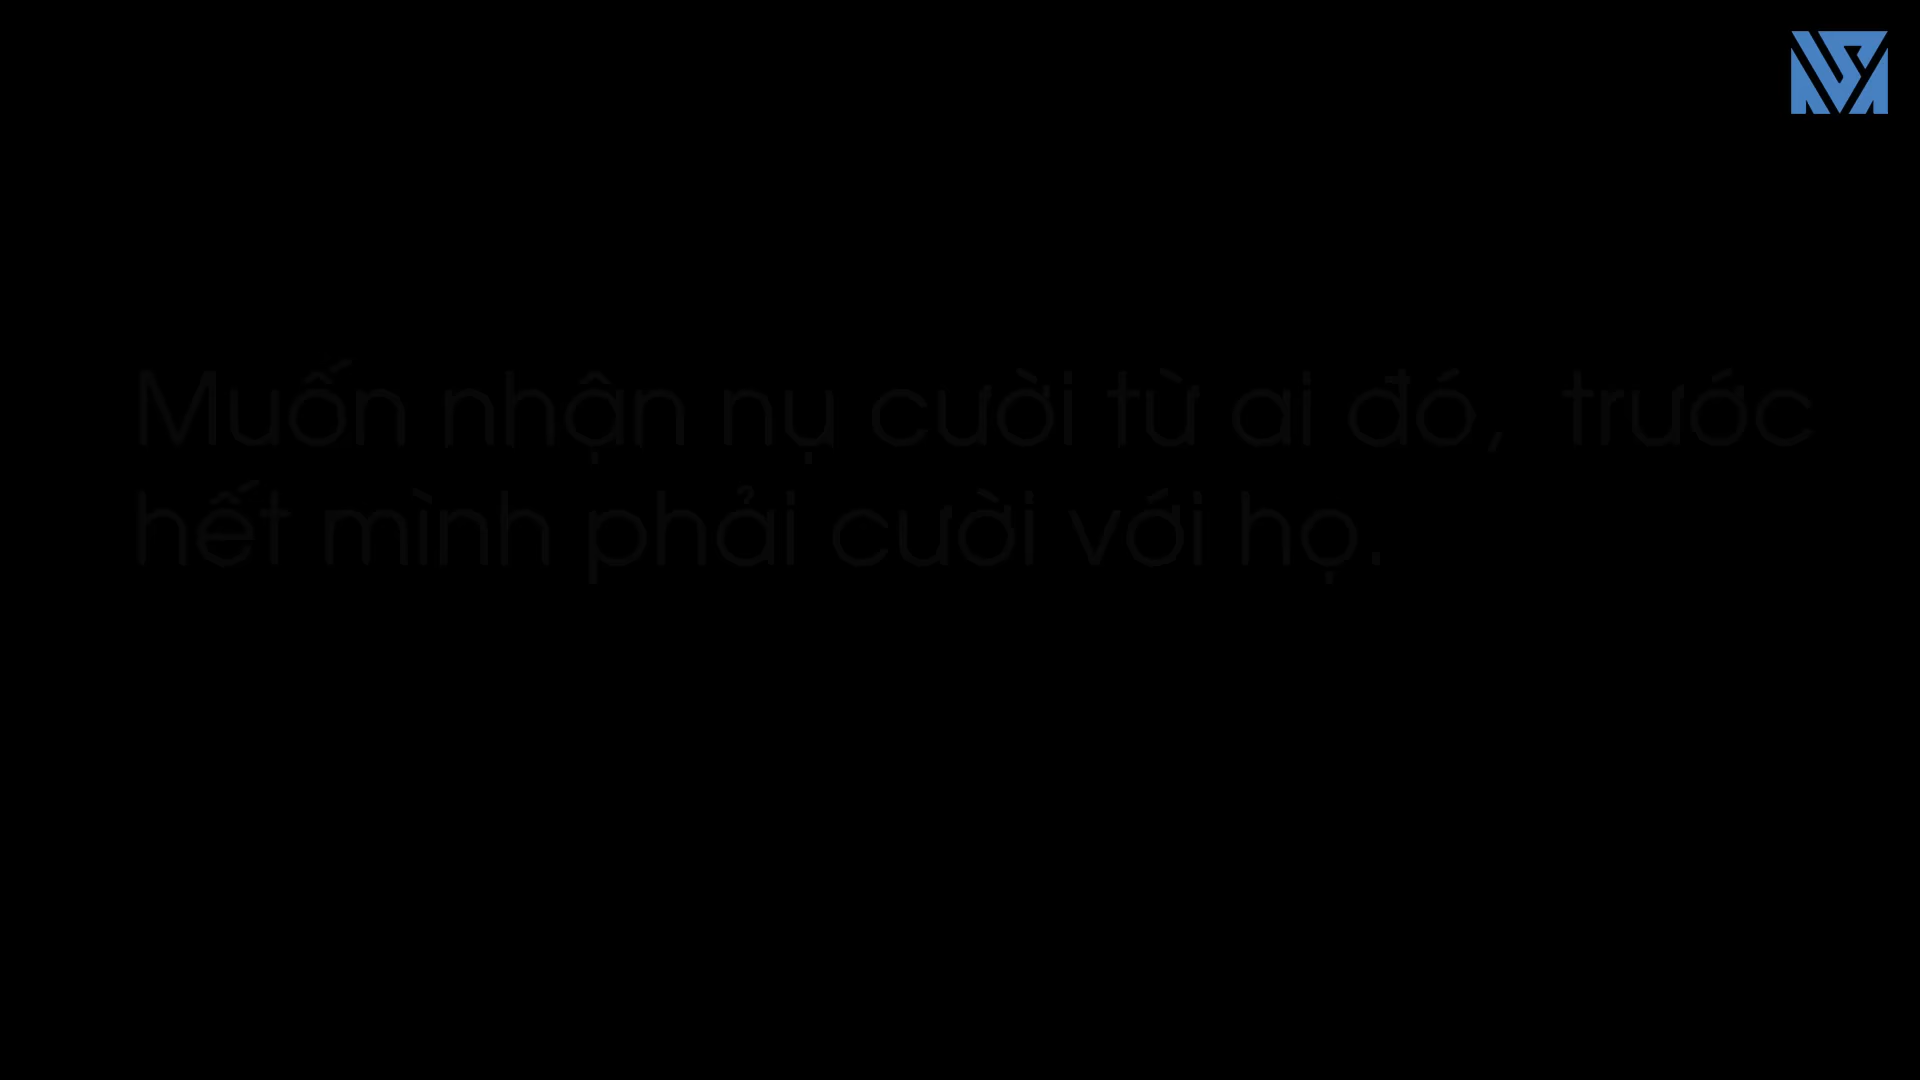 Muốn nhận nụ cười từ ai đó, trước
hết mình phải cười với họ.